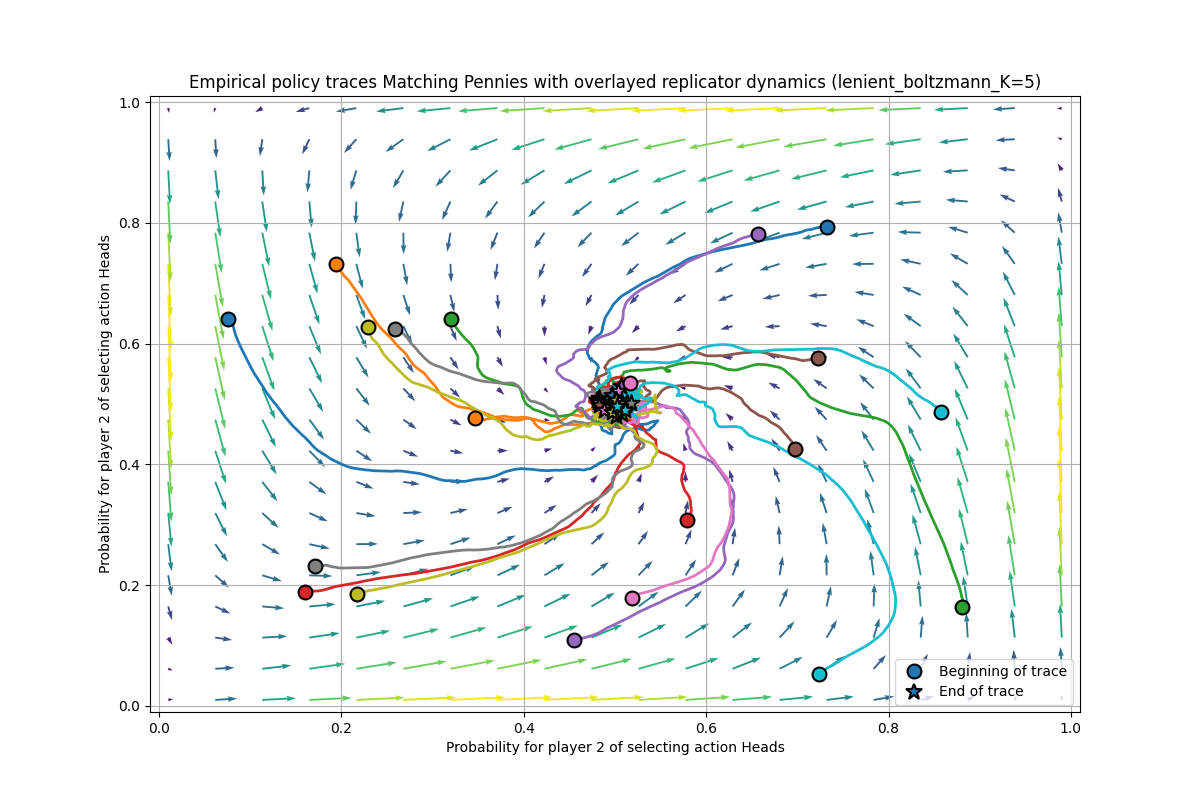 Empirical policy traces Matching Pennies with overlayed replicator dynamics (lenient_boltzmann_K=5)
Probability for player 2 of selecting action Heads
1.0
0.8
0.6
0.4
0.2
0.0
0.0 0.2 0.4 0.6 0.8 1.0
Probability for player 2 of selecting action Heads
Beginning of trace
End of trace